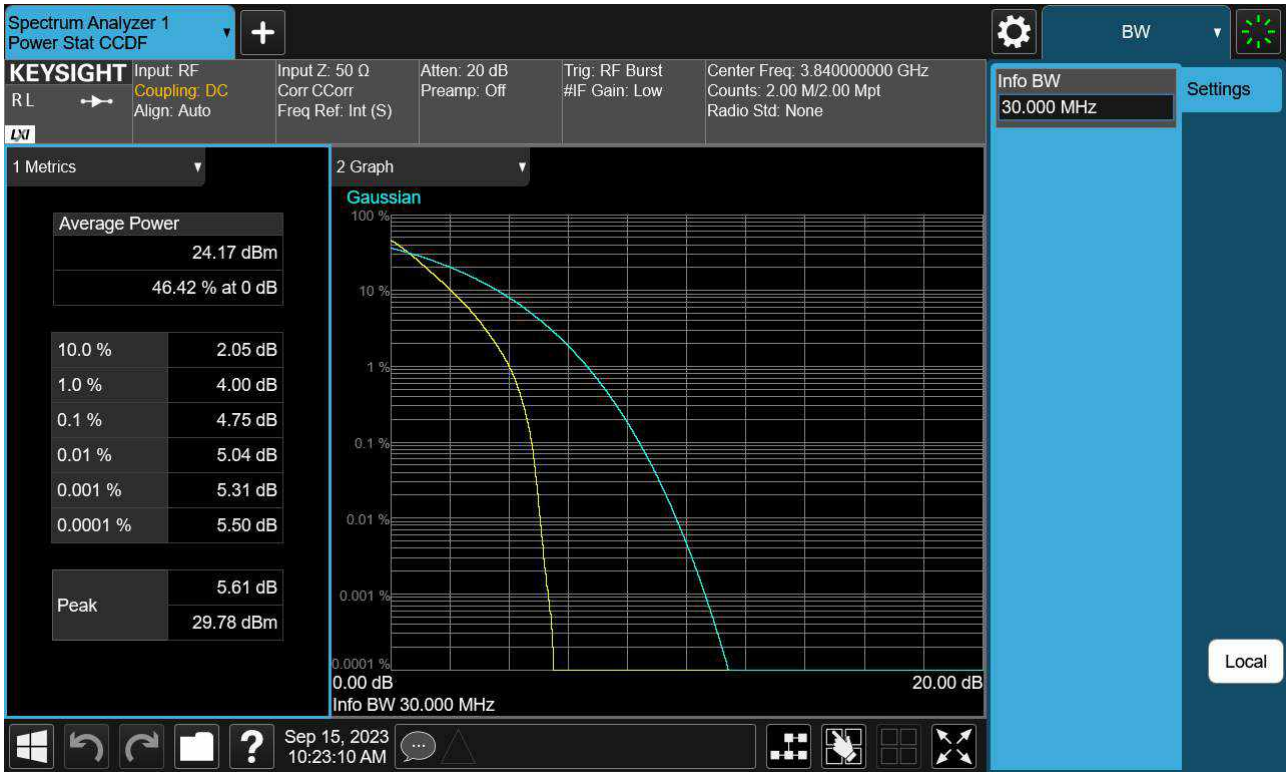 Spectrum Analyzer 1
Power Stat CCDF
+
BW
KEYSIGHT
RL
LXI
Input: RF
Coupling: DC
Align: Auto
Input Z: 50 Ω
Corr CCorr
Freq Ref: Int (S)
Atten: 20 dB
Preamp: Off
Trig: RF Burst
#IF Gain: Low
Center Freq: 3.840000000 GHz
Counts: 2.00 M/2.00 Mpt
Radio Std: None
Info BW
30.000 MHz
Settings
1 Metrics
Average Power
24.17 dBm
46.42 % at 0 dB
10.0 % 2.05 dB
1.0 % 4.00 dB
0.1 % 4.75 dB
0.01 % 5.04 dB
0.001 % 5.31 dB
0.0001 % 5.50 dB
Peak
5.61 dB
29.78 dBm
2 Graph
Gaussian
100 %
10 %
1 %
0.1 %
0.01 %
0.001 %
0.0001 %
0.00 dB 20.00 dB
Info BW 30.000 MHz
Local
?
Sep 15, 2023
10:23:10 AM